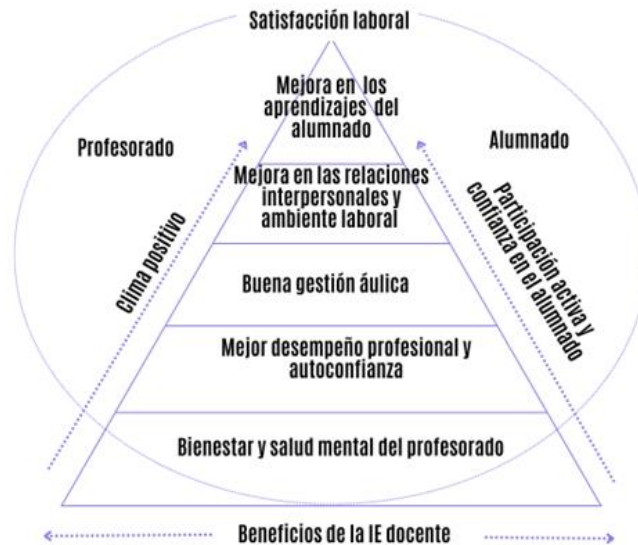 Satisfacción laboral
Mejora en los
aprendizajes del
alumnado
Profesorado
Alumnado
Mejora en las relaciones
interpersonales y
ambiente laboral
Clima positivo
Participación activa y
confianza en el alumnado
Buena gestión áulica
Mejor desempeño profesional y
autoconfianza
Bienestar y salud mental del profesorado
Beneficios de la IE docente